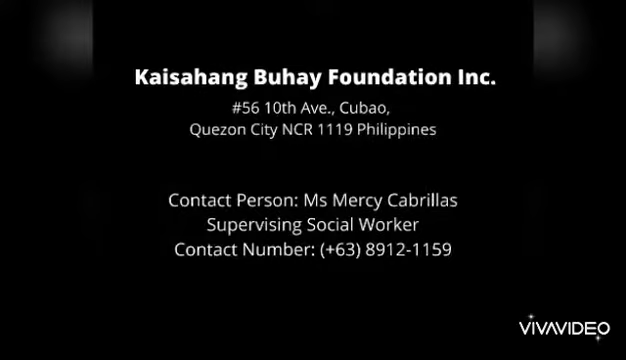 Kaisahang Buhay Foundation Inc.
#56 10th Ave., Cubao,
Quezon City NCR 1119 Philippines
Contact Person: Ms Mercy Cabrillas
Supervising Social Worker
Contact Number: (+63) 8912-1159
VIVAVIDEO